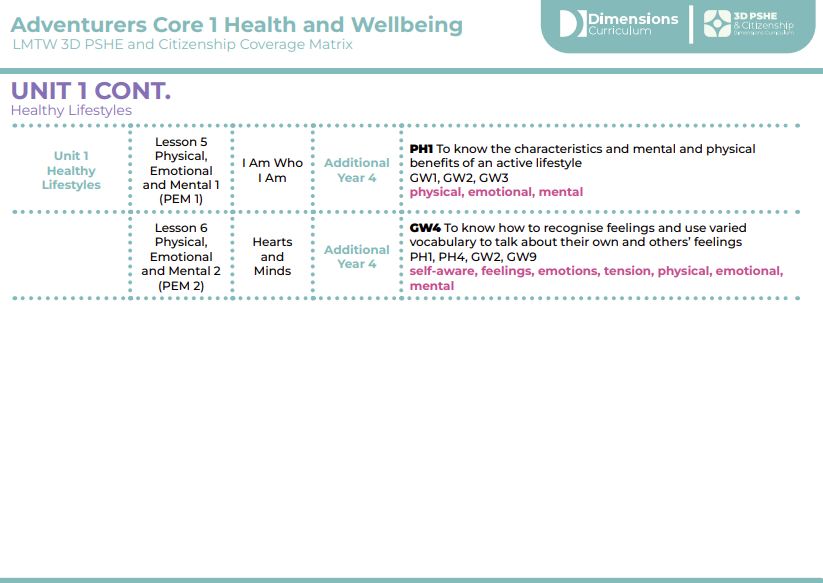 Adventurers Core 1 Health and Wellbeing
LMTW 3D PSHE and Citizenship Coverage Matrix
Dimensions
Curriculum
3D PSHE
& Citizenship
Dimensions Curriculum
UNIT 1 CONT.
Healthy Lifestyles
Unit 1
Healthy
Lifestyles
Lesson 5
Physical,
Emotional
and Mental 1
(PEM 1)
I Am Who
I Am
Additional
Year 4
PH1 To know the characteristics and mental and physical
benefits of an active lifestyle
GW1, GW2, GW3
physical, emotional, mental
Lesson 6
Physical,
Emotional
and Mental 2
(PEM 2)
Hearts
and
Minds
Additional
Year 4
GW4 To know how to recognise feelings and use varied
vocabulary to talk about their own and others’ feelings
PH1, PH4, GW2, GW9
self-aware, feelings, emotions, tension, physical, emotional,
mental